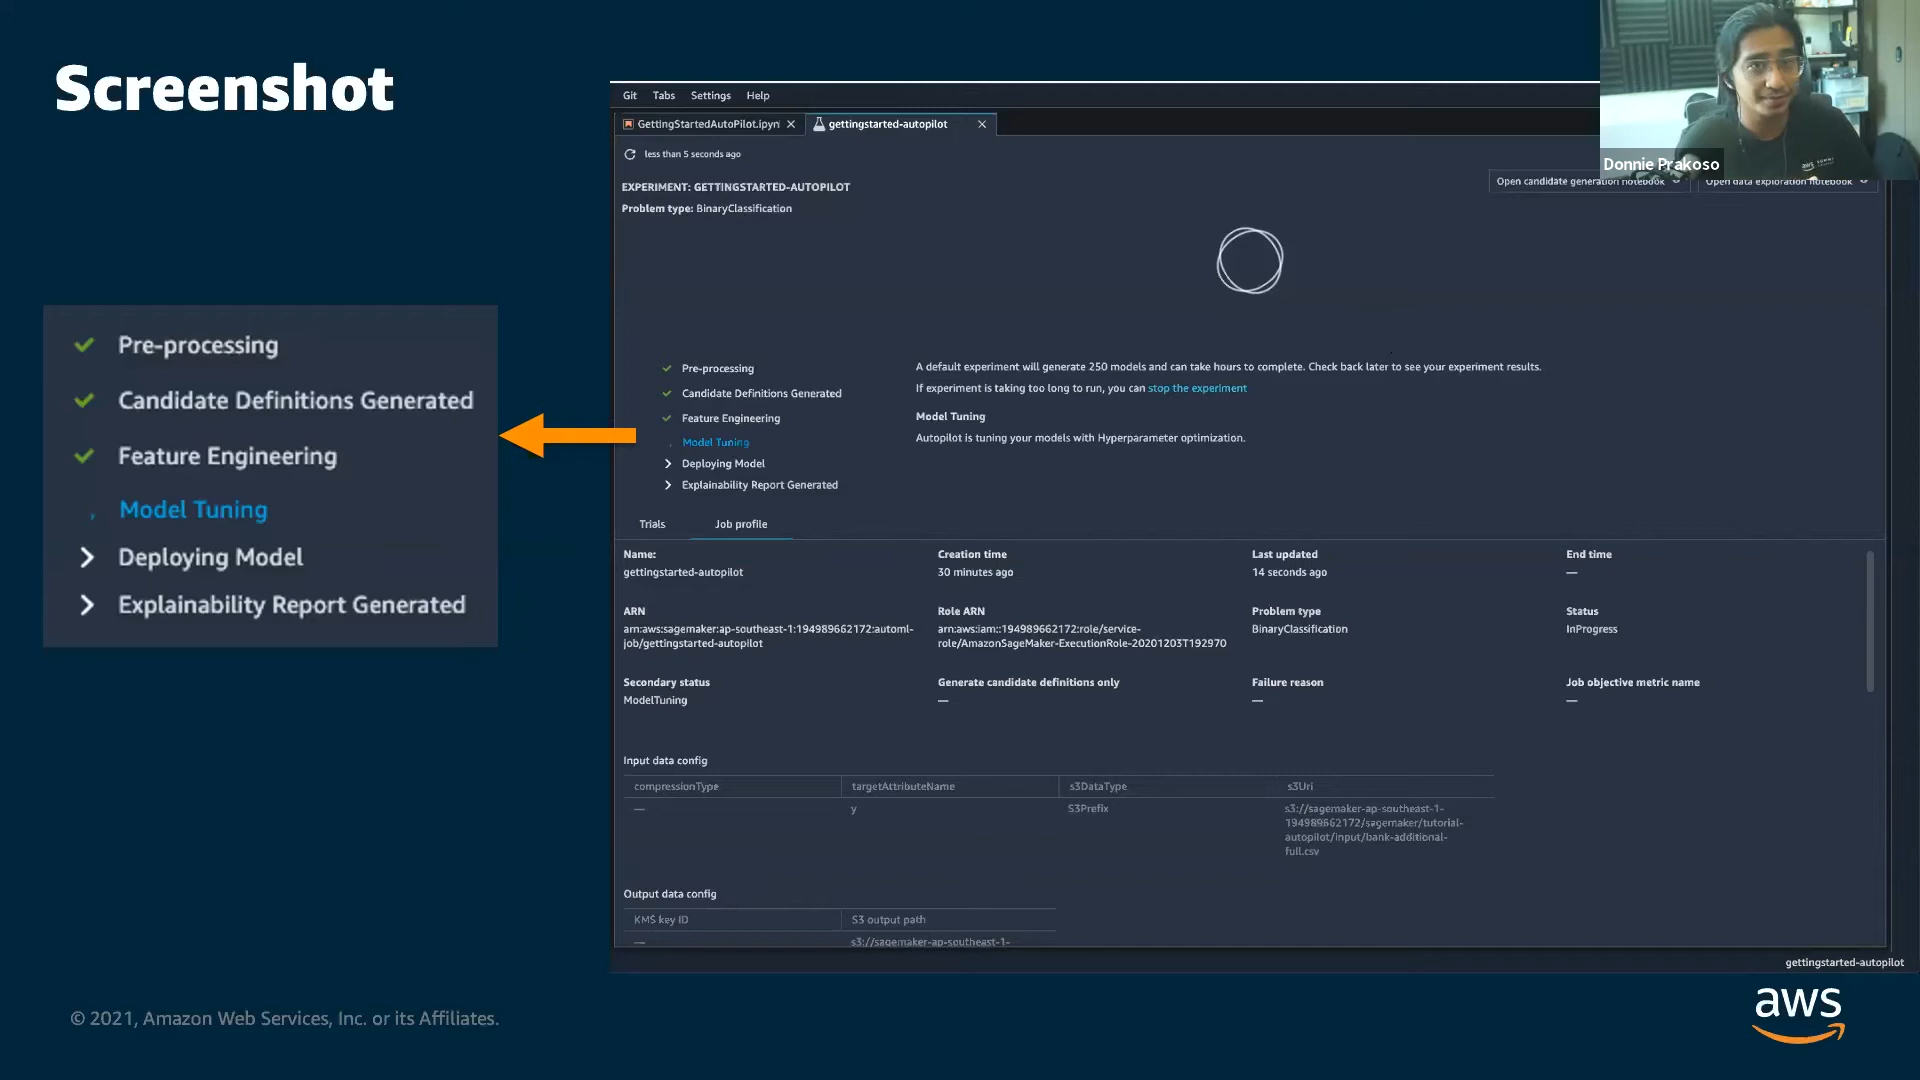 Screenshot
Git Tabs Settings Help
GettingStartedAutoPilot.ipyn
gettingstarted-autopilot
less than 5 seconds ago
EXPERIMENT: GETTINGSTARTED-AUTOPILOT
Problem type: BinaryClassification
Open candidate generation notebook
Open data exploration notebook
Donnie Prakoso
Pre-processing
Candidate Definitions Generated
Feature Engineering
Model Tuning
Deploying Model
Explainability Report Generated
Pre-processing
Candidate Definitions Generated
Feature Engineering
Model Tuning
Deploying Model
Explainability Report Generated
A default experiment will generate 250 models and can take hours to complete. Check back later to see your experiment results.
If experiment is taking too long to run, you can stop the experiment
Model Tuning
Autopilot is tuning your models with Hyperparameter optimization.
Trials Job profile
Name:
gettingstarted-autopilot
Creation time
30 minutes ago
Last updated
14 seconds ago
End time
—
ARN
arn:aws:sagemaker:ap-southeast-1:194989662172:automl-
job/gettingstarted-autopilot
Role ARN
arn:aws:iam::194989662172:role/service-
role/AmazonSageMaker-ExecutionRole-20201203T192970
Problem type
BinaryClassification
Status
InProgress
Secondary status
ModelTuning
Generate candidate definitions only
—
Failure reason
—
Job objective metric name
—
Input data config
compressionType targetAttributeName s3DataType s3Uri
— y S3Prefix s3://sagemaker-ap-southeast-1-
194989662172/sagemaker/tutorial-
autopilot/input/bank-additional-
full.csv
Output data config
KMS key ID S3 output path
— s3://sagemaker-ap-southeast-1-
gettingstarted-autopilot
© 2021, Amazon Web Services, Inc. or its Affiliates.
aws